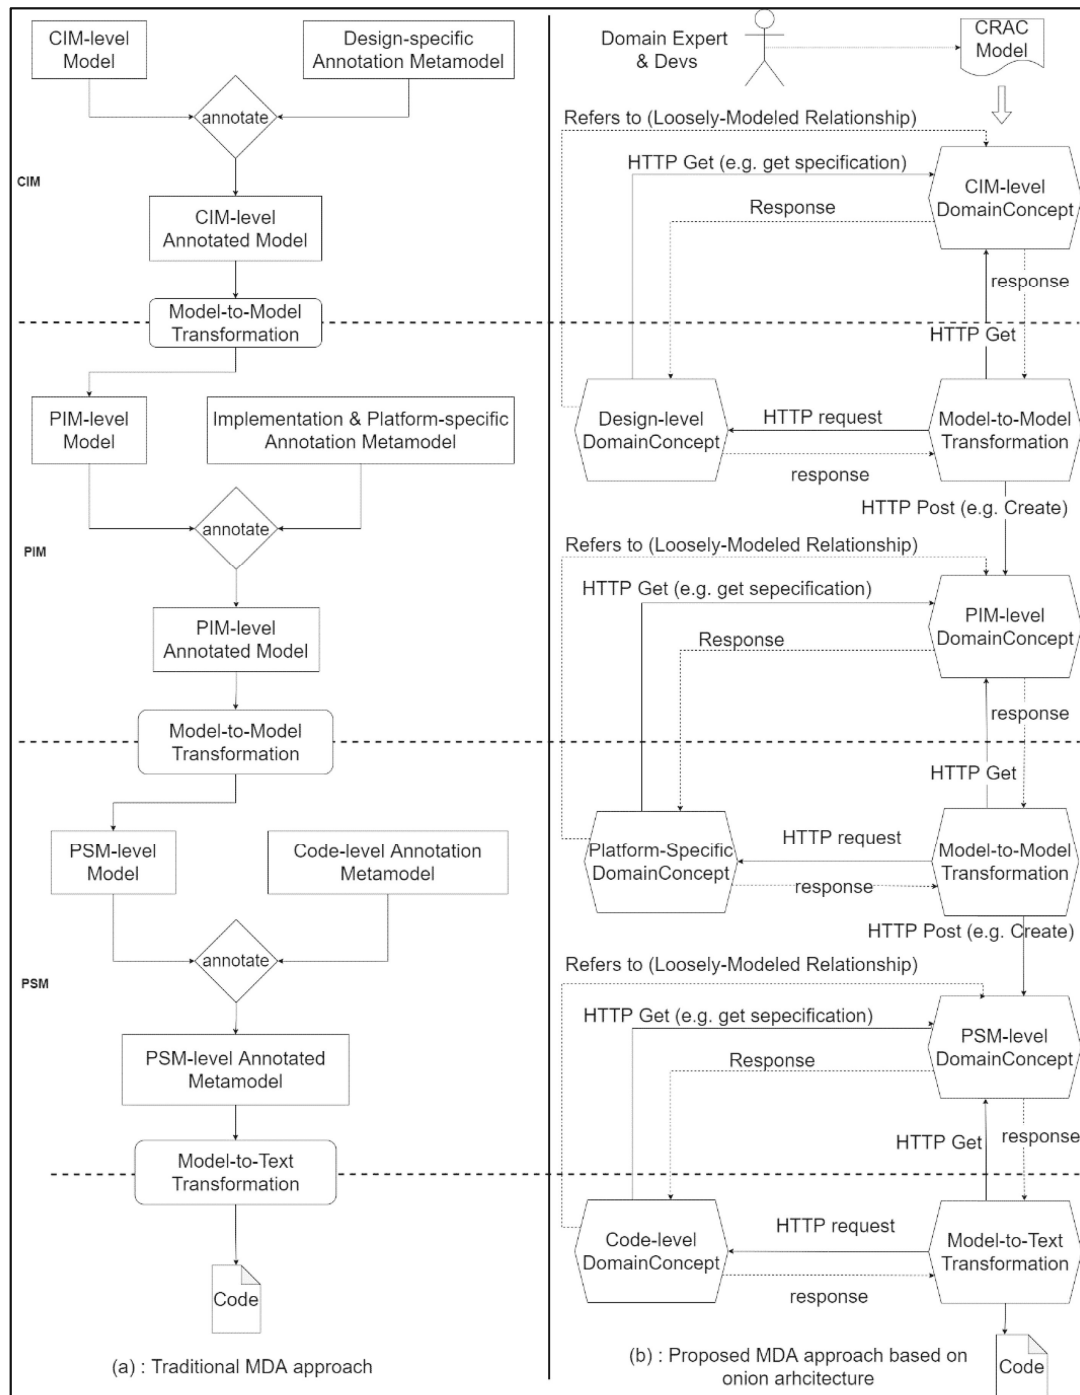 CIM-level
Model
Design-specific
Annotation Metamodel
annotate
CIM
CIM-level
Annotated Model
Model-to-Model
Transformation
PIM-level
Model
Implementation & Platform-specific
Annotation Metamodel
annotate
PIM
PIM-level
Annotated Model
Model-to-Model
Transformation
PSM-level
Model
Code-level Annotation
Metamodel
annotate
PSM
PSM-level Annotated
Metamodel
Model-to-Text
Transformation
Code
(a) : Traditional MDA approach
Domain Expert
& Devs
CRAC
Model
Refers to (Loosely-Modeled Relationship)
HTTP Get (e.g. get specification)
CIM-level
DomainConcept
Response
response
HTTP Get
Design-level
DomainConcept
HTTP request
Model-to-Model
Transformation
response
HTTP Post (e.g. Create)
Refers to (Loosely-Modeled Relationship)
HTTP Get (e.g. get sepecification)
PIM-level
DomainConcept
Response
response
HTTP Get
Platform-Specific
DomainConcept
HTTP request
Model-to-Model
Transformation
response
HTTP Post (e.g. Create)
Refers to (Loosely-Modeled Relationship)
HTTP Get (e.g. get sepecification)
PSM-level
DomainConcept
Response
response
HTTP Get
Code-level
DomainConcept
HTTP request
Model-to-Text
Transformation
response
Code
(b) : Proposed MDA approach based on
onion arhcitecture